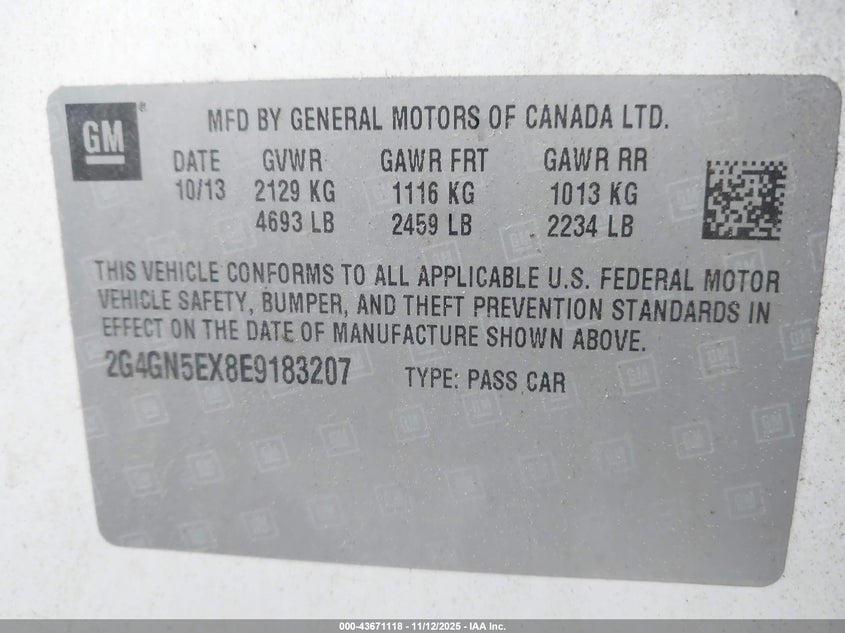 GM
MFD BY GENERAL MOTORS OF CANADA LTD.
DATE GVWR GAWR FRT GAWR RR
10/13 2129 KG 1116 KG 1013 KG
4693 LB 2459 LB 2234 LB
THIS VEHICLE CONFORMS TO ALL APPLICABLE U.S. FEDERAL MOTOR
VEHICLE SAFETY, BUMPER, AND THEFT PREVENTION STANDARDS IN
EFFECT ON THE DATE OF MANUFACTURE SHOWN ABOVE.
2G4GN5EX8E9183207 TYPE: PASS CAR
000-43671118 - 11/12/2025 - IAA Inc.